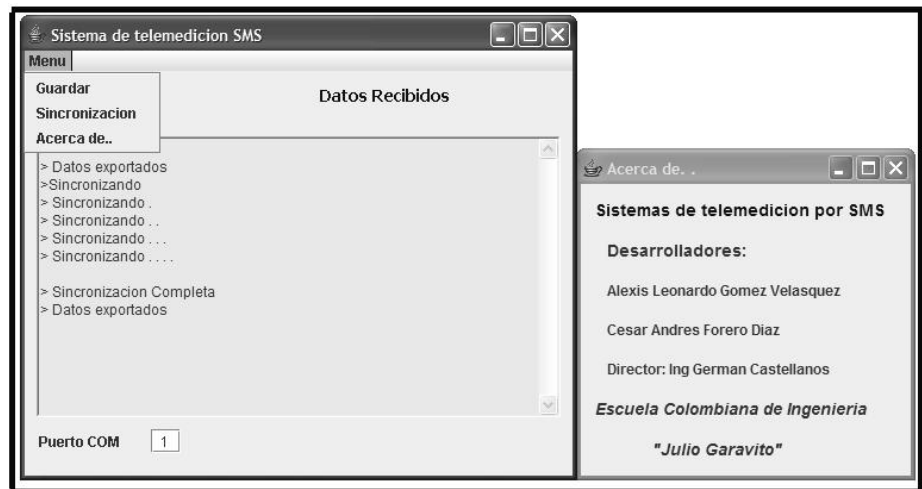 Sistema de telemedicion SMS
Menu
Guardar
Sincronizacion
Acerca de..
Datos Recibidos
> Datos exportados
>Sincronizando
> Sincronizando .
> Sincronizando . .
> Sincronizando . . .
> Sincronizando . . . .
> Sincronizacion Completa
> Datos exportados
Puerto COM 1
Acerca de. .
Sistemas de telemedicion por SMS
Desarrolladores:
Alexis Leonardo Gomez Velasquez
Cesar Andres Forero Diaz
Director: Ing German Castellanos
Escuela Colombiana de Ingenieria
"Julio Garavito"